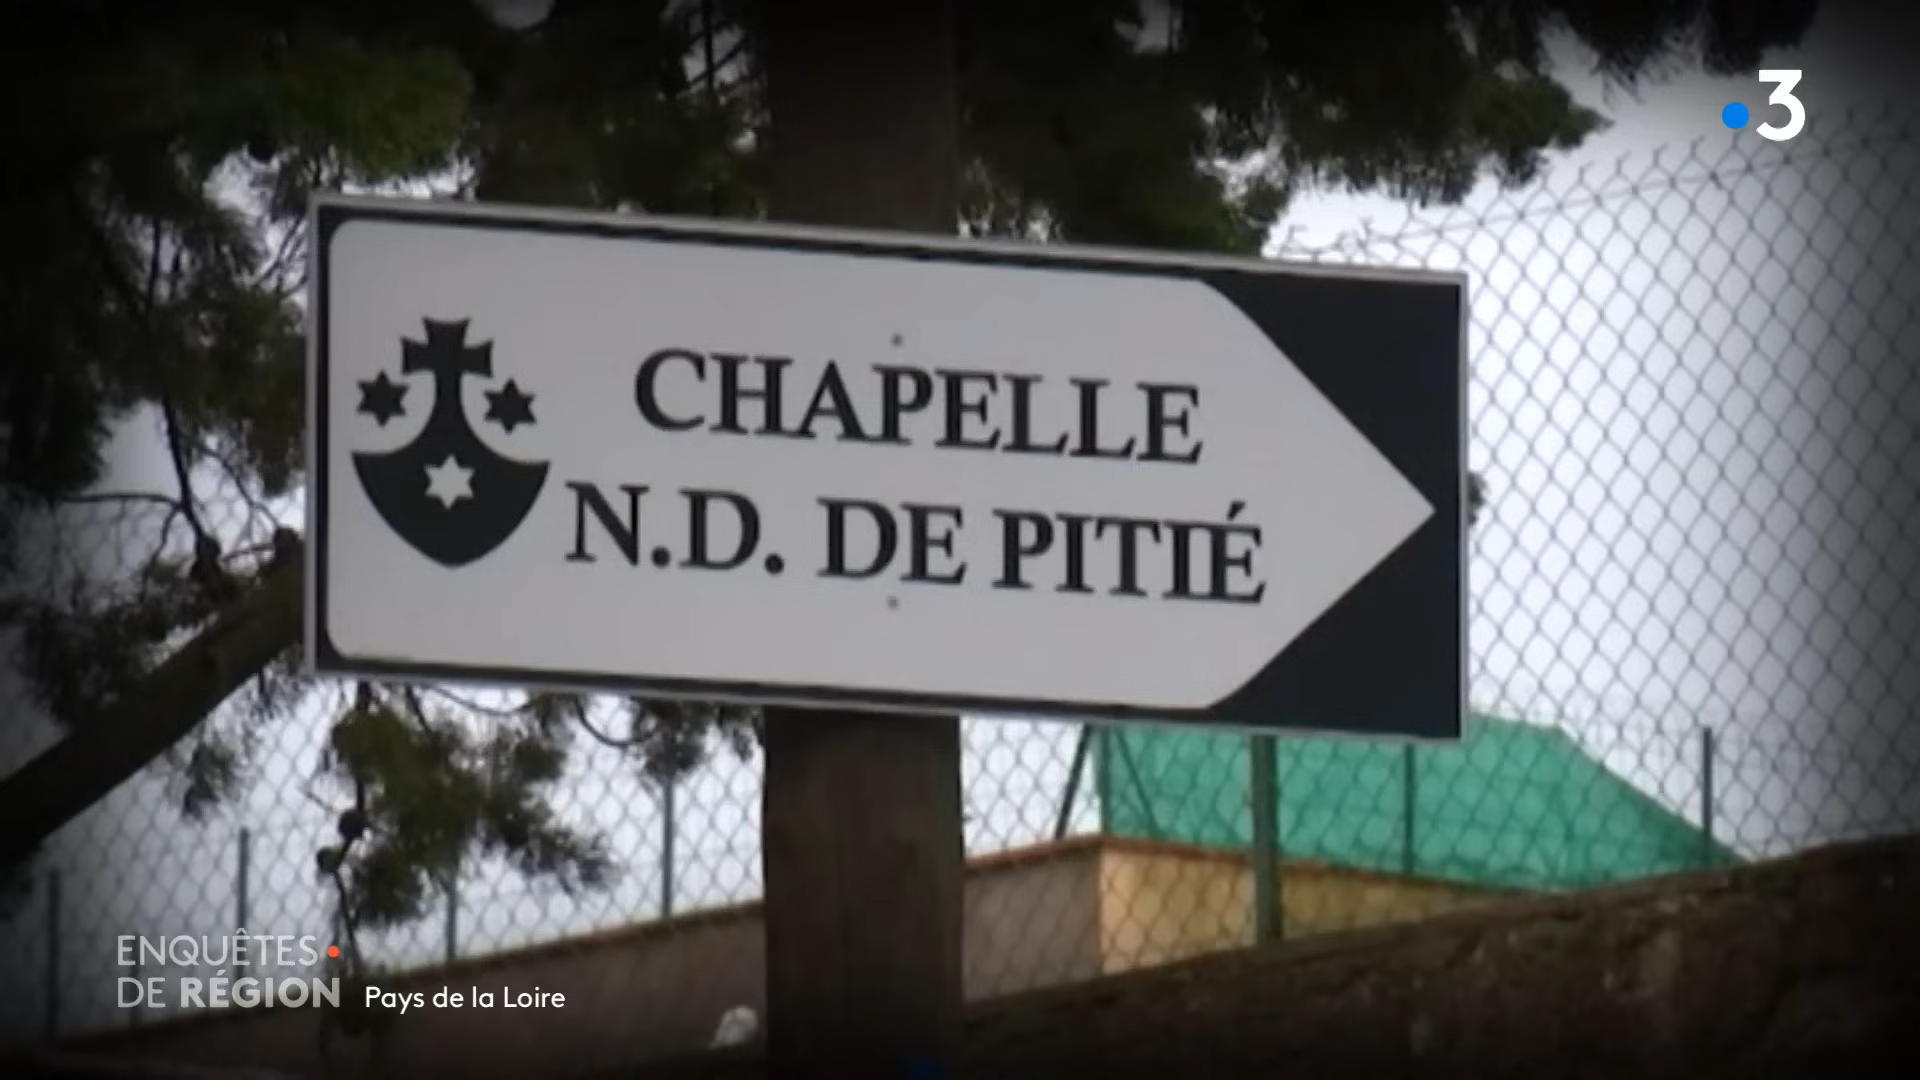 3
CHAPELLE
N.D. DE PITIÉ
ENQUÊTES
DE RÉGION Pays de la Loire